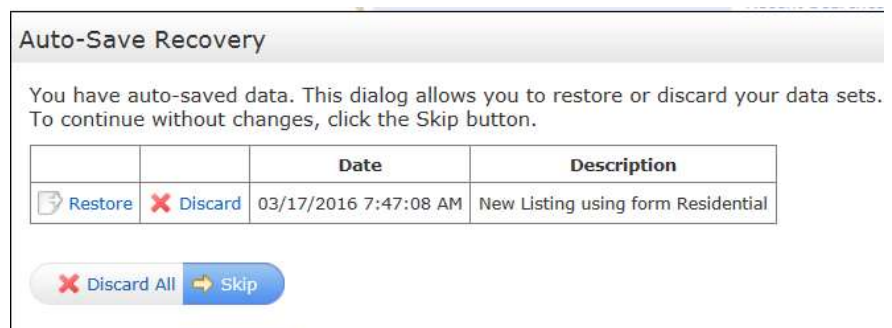 Auto-Save Recovery
You have auto-saved data. This dialog allows you to restore or discard your data sets.
To continue without changes, click the Skip button.
Date Description
Restore Discard 03/17/2016 7:47:08 AM New Listing using form Residential
Discard All Skip